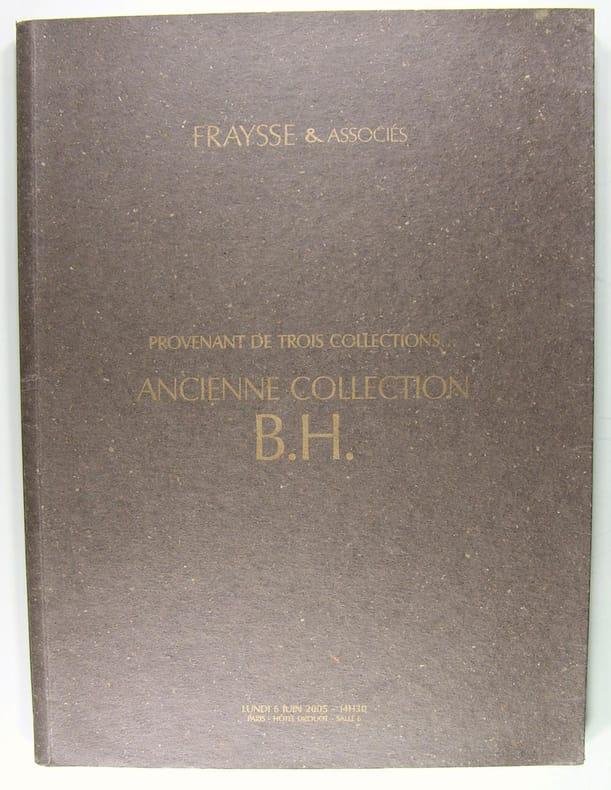 FRAYSSE & ASSOCIÉS
PROVENANT DE TROIS COLLECTIONS...
ANCIENNE COLLECTION
B.H.
LUNDI 6 JUIN 2005 - 14H30
PARIS - HÔTEL DROUOT - SALLE 6